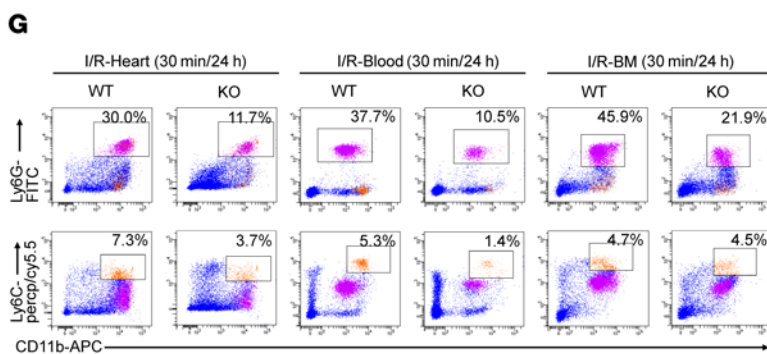 G
I/R-Heart (30 min/24 h) I/R-Blood (30 min/24 h) I/R-BM (30 min/24 h)
WT KO WT KO WT KO
30.0% 11.7% 37.7% 10.5% 45.9% 21.9%
Ly6G-
FITC
7.3% 3.7% 5.3% 1.4% 4.7% 4.5%
Ly6C-
percp/cy5.5
CD11b-APC